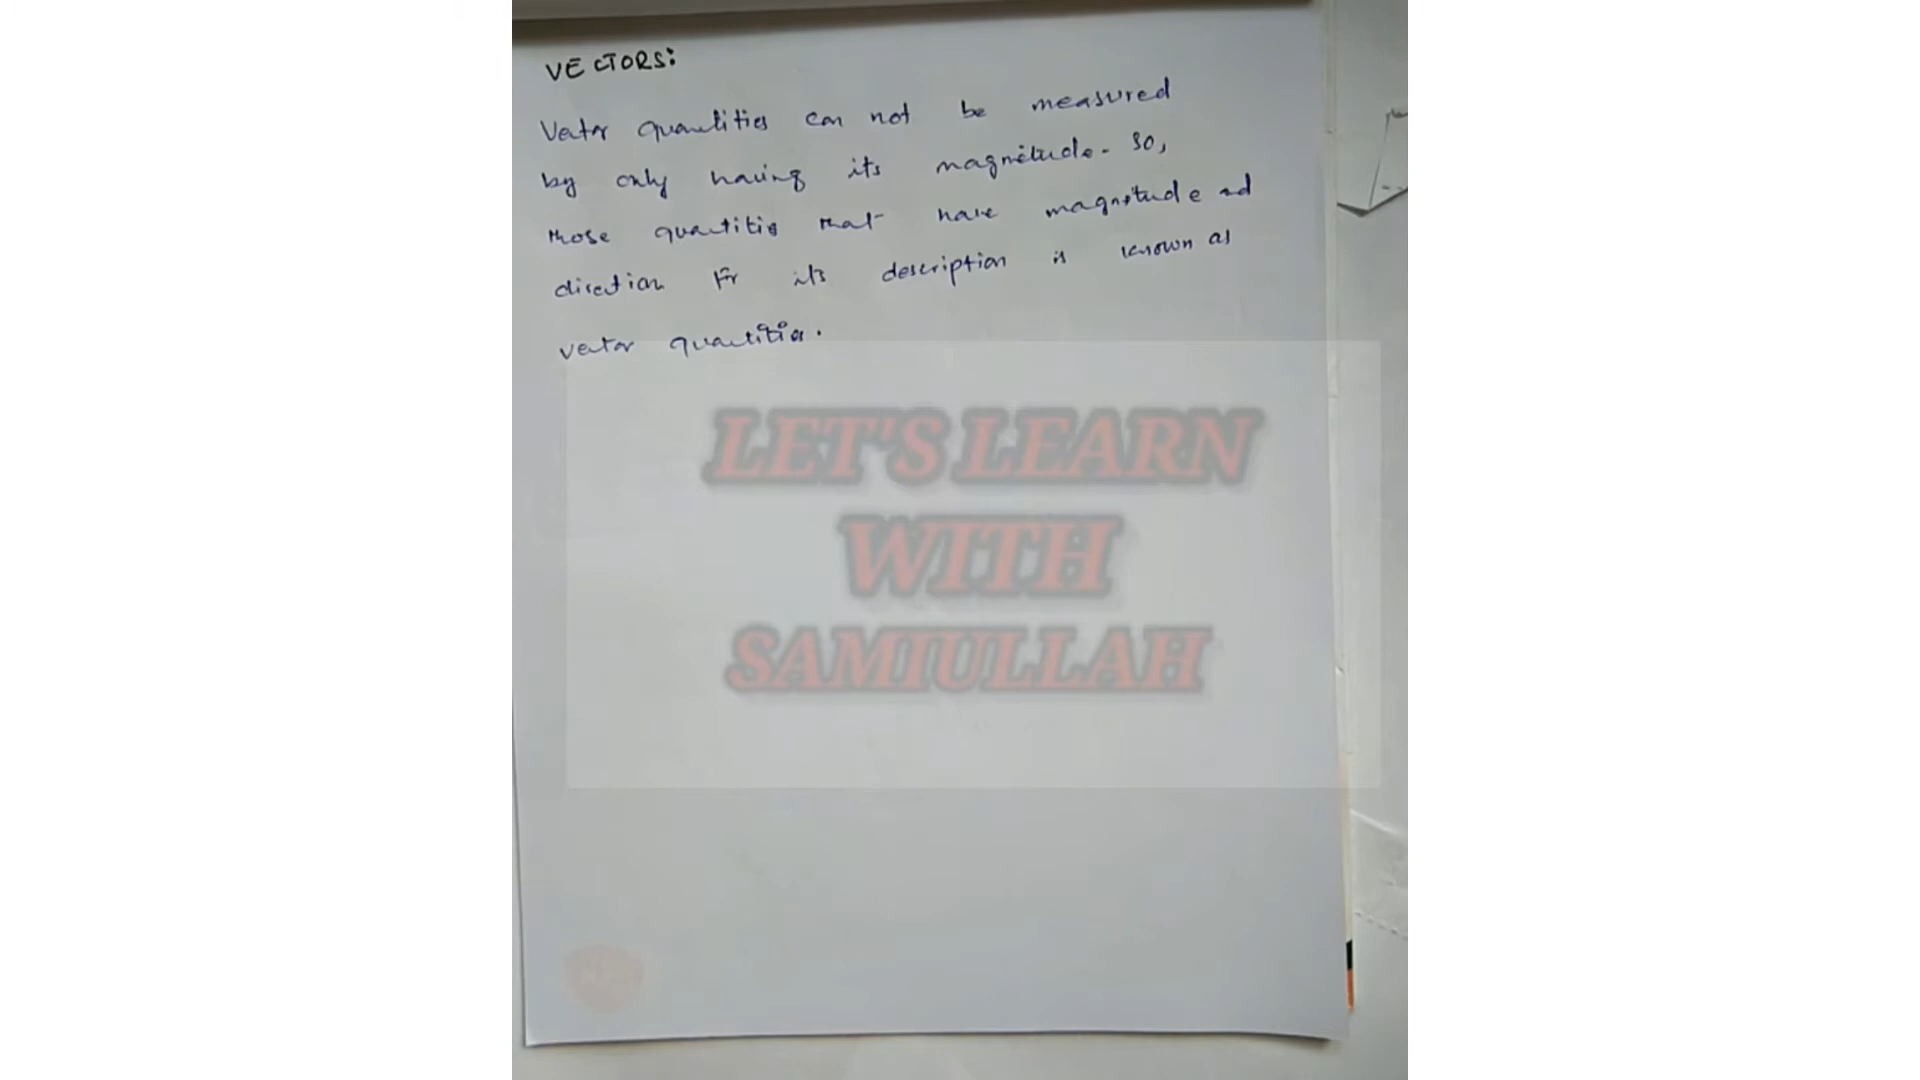 VECTORS:
Vector quantities can not be measured
by only having its magnitude. So,
those quantities that have magnitude and
direction for its description is known as
vector quantities.
LET'S LEARN
WITH
SAMIULLAH